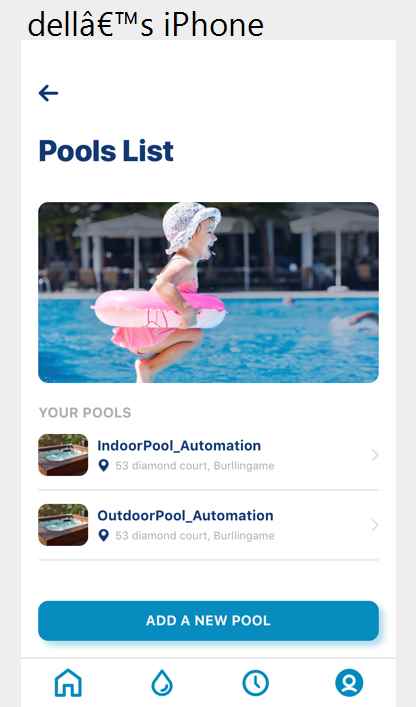 dellâ€™s iPhone
Pools List
YOUR POOLS
IndoorPool_Automation
53 diamond court, Burllingame
OutdoorPool_Automation
53 diamond court, Burllingame
ADD A NEW POOL